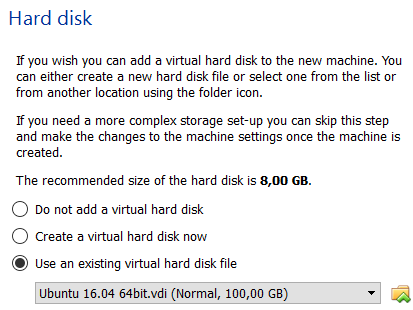 Hard disk
If you wish you can add a virtual hard disk to the new machine. You
can either create a new hard disk file or select one from the list or
from another location using the folder icon.
If you need a more complex storage set-up you can skip this step
and make the changes to the machine settings once the machine is
created.
The recommended size of the hard disk is 8,00 GB.
Do not add a virtual hard disk
Create a virtual hard disk now
Use an existing virtual hard disk file
Ubuntu 16.04 64bit.vdi (Normal, 100,00 GB)